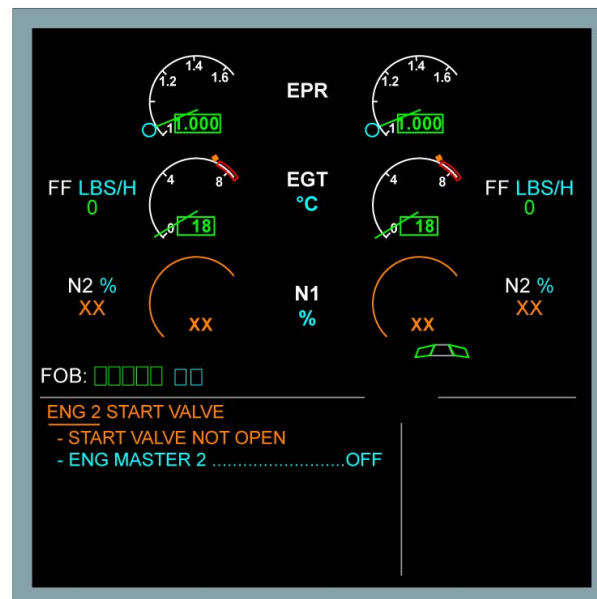 1.2 1.4 1.6 EPR 1.2 1.4 1.6
1 1.000 1 1.000
FF LBS/H 4 8 EGT 4 8 FF LBS/H
0 °C 0
0 18 0 18
N2 % N1 N2 %
XX XX % XX XX
FOB:
ENG 2 START VALVE
- START VALVE NOT OPEN
- ENG MASTER 2 ...........................OFF